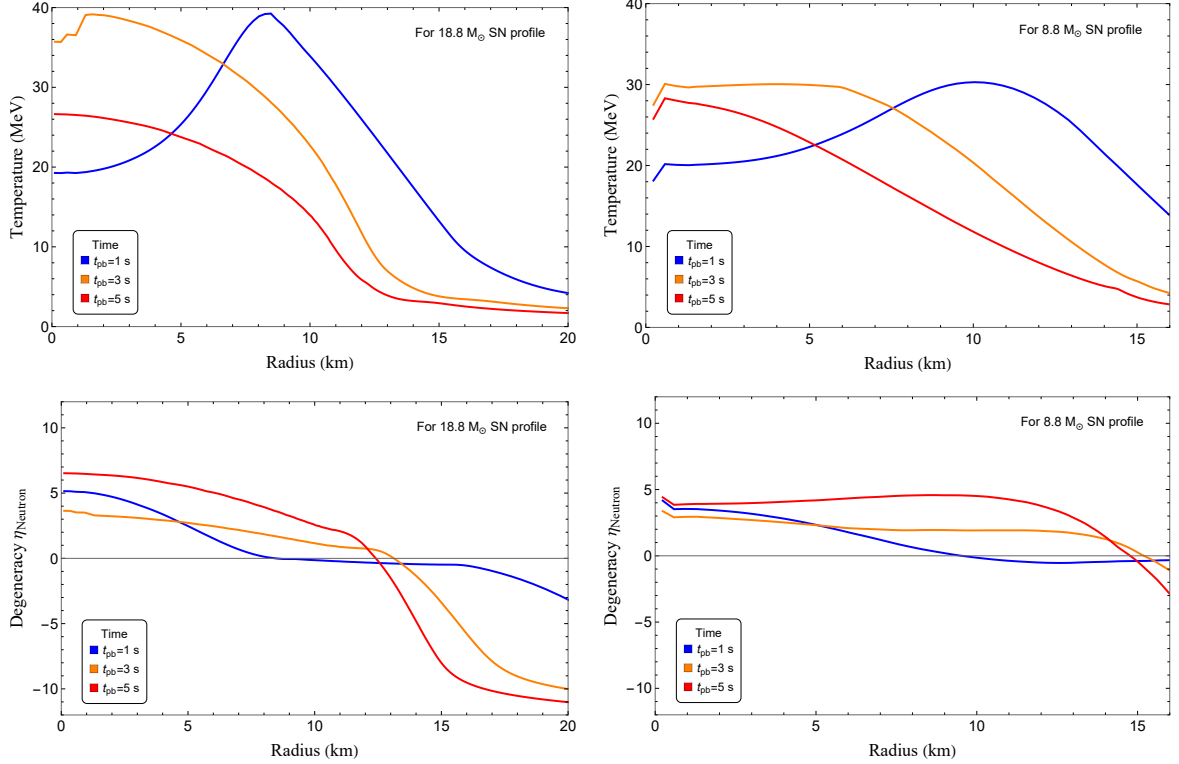 For 18.8 M⊙ SN profile
Temperature (MeV)
40
30
20
10
0
Time
tpb=1 s
tpb=3 s
tpb=5 s
0 5 10 15 20
Radius (km)
For 8.8 M⊙ SN profile
Temperature (MeV)
40
30
20
10
0
Time
tpb=1 s
tpb=3 s
tpb=5 s
0 5 10 15
Radius (km)
For 18.8 M⊙ SN profile
Degeneracy ηNeutron
10
5
0
-5
-10
Time
tpb=1 s
tpb=3 s
tpb=5 s
0 5 10 15 20
Radius (km)
For 8.8 M⊙ SN profile
Degeneracy ηNeutron
10
5
0
-5
-10
Time
tpb=1 s
tpb=3 s
tpb=5 s
0 5 10 15
Radius (km)